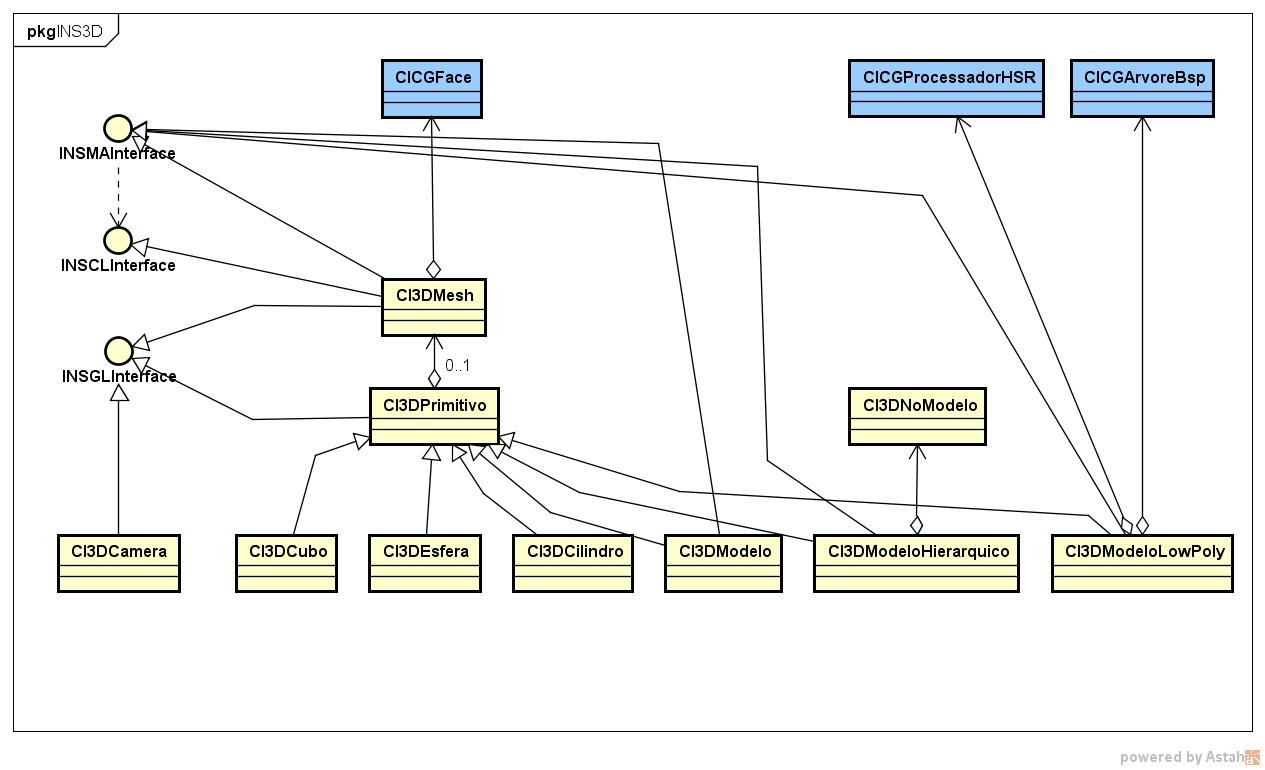 pkgINS3D
CICGFace
CICGProcessadorHSR
CICGArvoreBsp
INSMAInterface
INSCLInterface
CI3DMesh
INSGLInterface
0..1
CI3DPrimitivo
CI3DNoModelo
CI3DCamera
CI3DCubo
CI3DEsfera
CI3DCilindro
CI3DModelo
CI3DModeloHierarquico
CI3DModeloLowPoly
powered by Astah